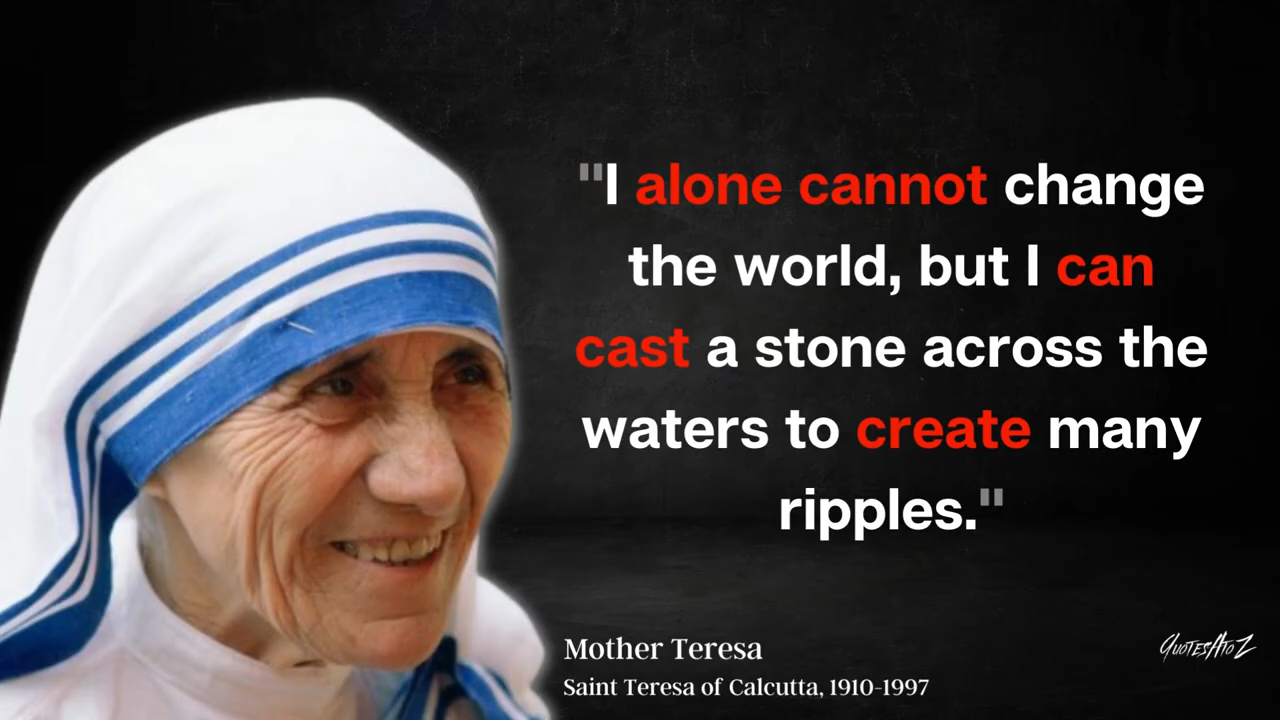 "I alone cannot change
the world, but I can
cast a stone across the
waters to create many
ripples."
Mother Teresa
Saint Teresa of Calcutta, 1910-1997
QUOTESATOZ